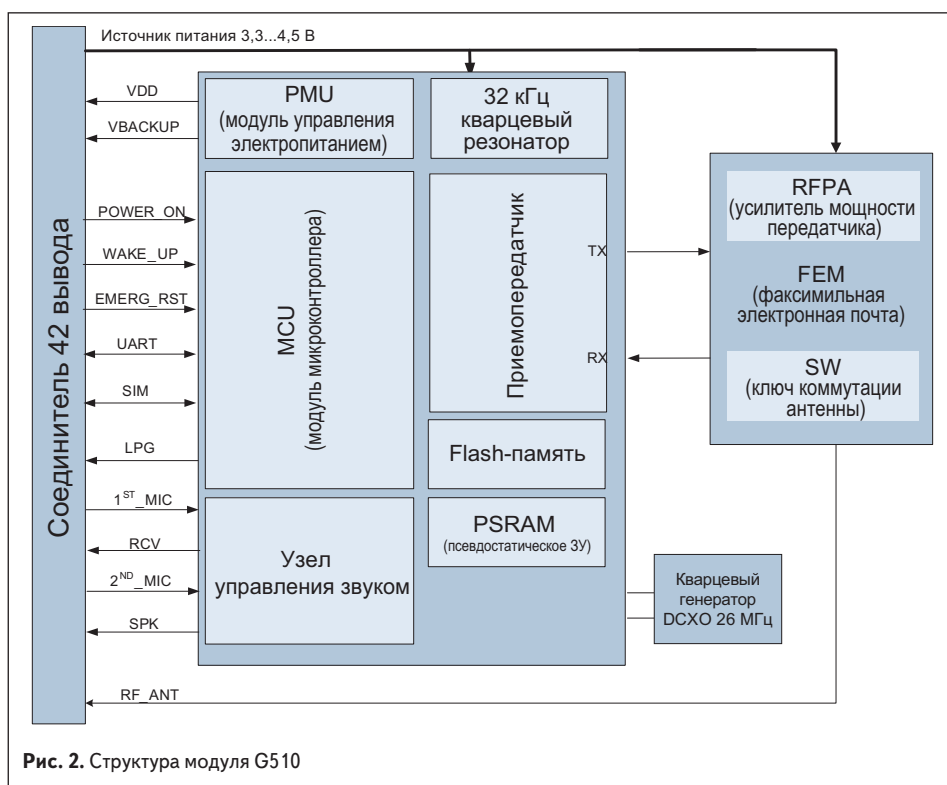 Источник питания 3,3...4,5 В
Соединитель 42 вывода
VDD
VBACKUP
POWER_ON
WAKE_UP
EMERG_RST
UART
SIM
LPG
1ST_MIC
RCV
2ND_MIC
SPK
RF_ANT
PMU
(модуль управления
электропитанием)
32 кГц
кварцевый
резонатор
MCU
(модуль микроконтроллера)
Приемопередатчик
TX
RX
Flash-память
PSRAM
(псевдостатическое ЗУ)
Узел
управления звуком
RFPA
(усилитель мощности
передатчика)
FEM
(факсимильная
электронная почта)
SW
(ключ коммутации
антенны)
Кварцевый
генератор
DCXO 26 МГц
Рис. 2. Структура модуля G510